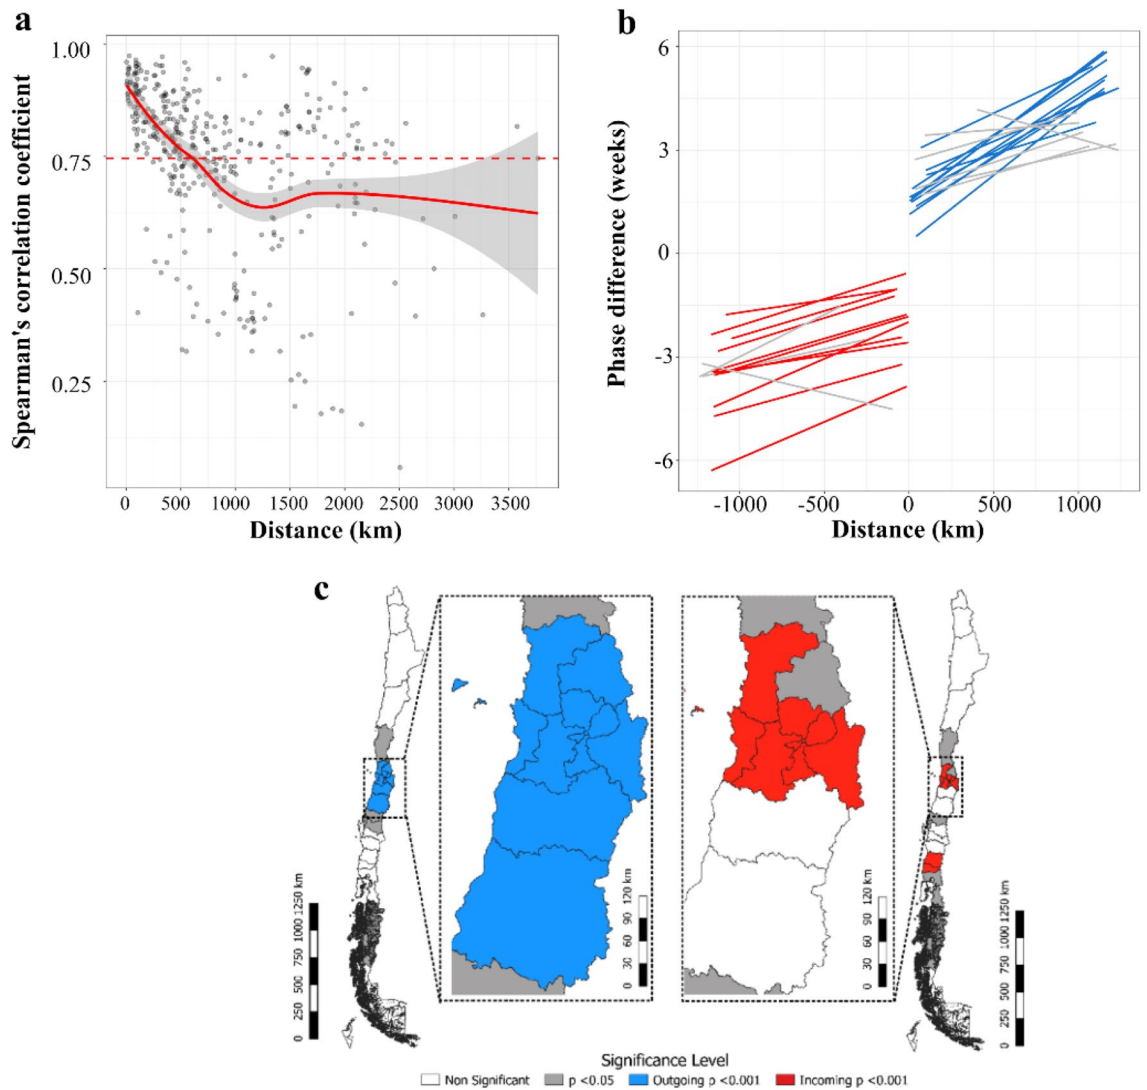 a
b
Spearman's correlation coefficient
1.00
0.75
0.50
0.25
0 500 1000 1500 2000 2500 3000 3500
Distance (km)
Phase difference (weeks)
6
3
0
-3
-6
-1000 -500 0 500 1000
Distance (km)
c
0 250 500 750 1000 1250 km
0 30 60 90 120 km
0 30 60 90 120 km
0 250 500 750 1000 1250 km
Significance Level
Non Significant p <0.05 Outgoing p <0.001 Incoming p <0.001